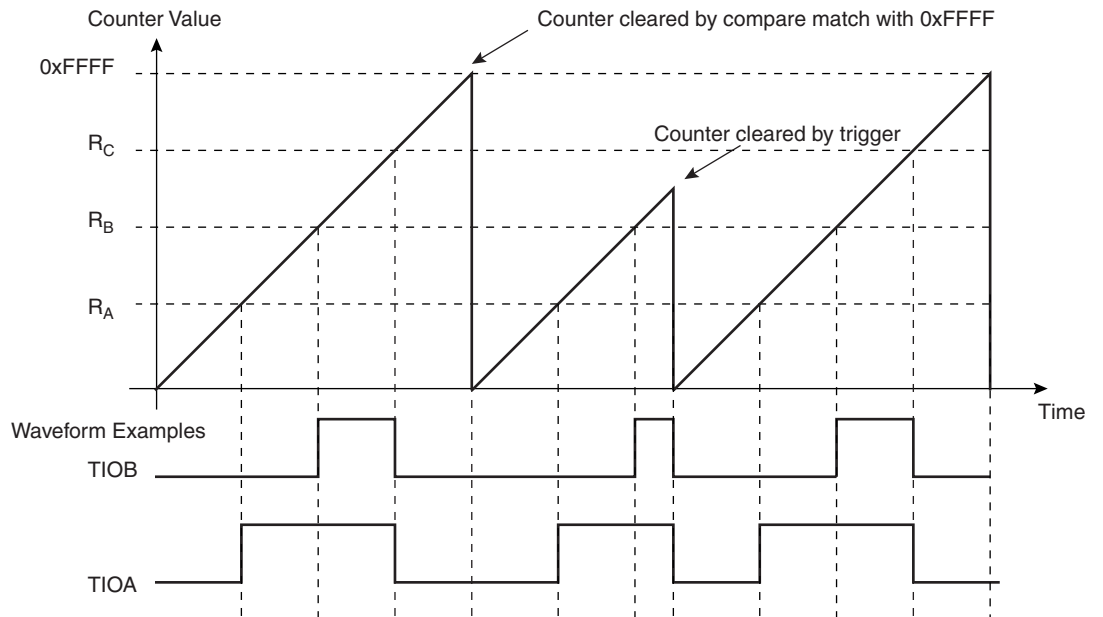 Counter Value
Counter cleared by compare match with 0xFFFF
0xFFFF
Counter cleared by trigger
RC
RB
RA
Time
Waveform Examples
TIOB
TIOA